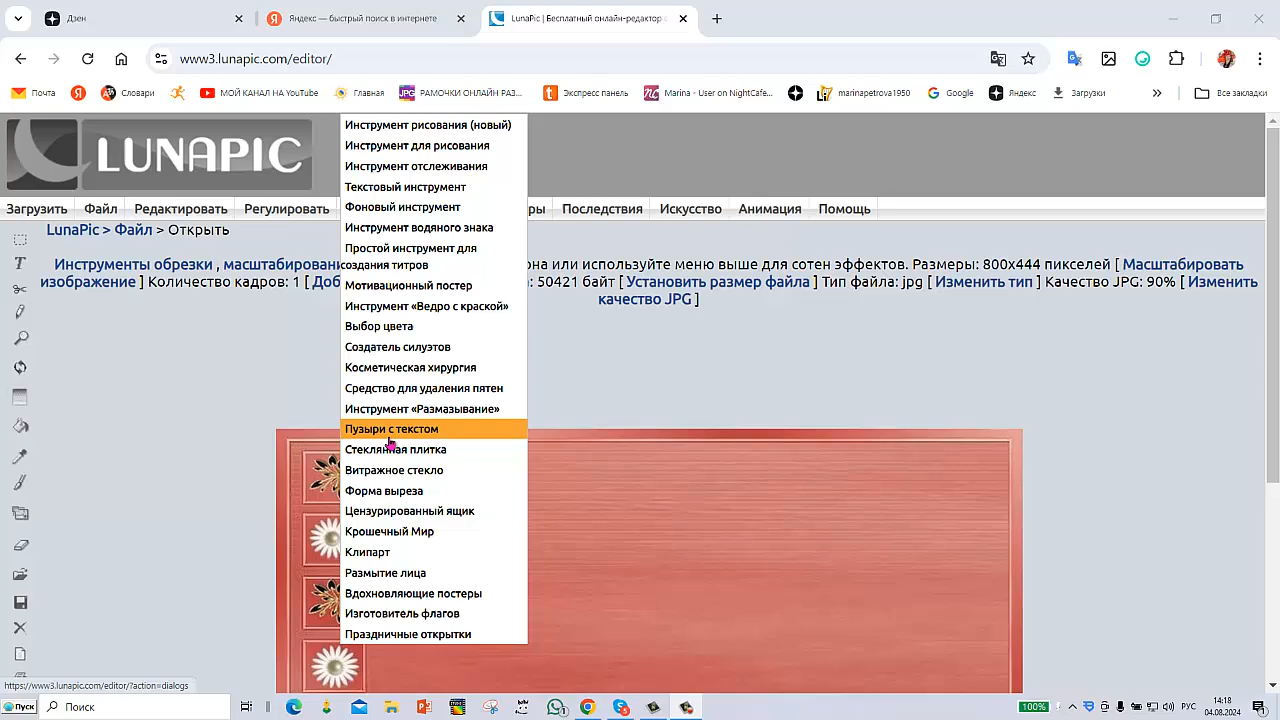 Дзен
Яндекс — быстрый поиск в интернете
LunaPic | Бесплатный онлайн-редактор
www3.lunapic.com/editor/
Почта
Словари
МОЙ КАНАЛ НА YouTube
Главная
РАМОЧКИ ОНЛАЙН РАЗ...
Экспресс панель
Marina - User on NightCafe...
marinapetrova1950
Google
Яндекс
Загрузки
Все закладки
LUNAPIC
Загрузить Файл Редактировать Регулировать ры Последствия Искусство Анимация Помощь
Инструмент рисования (новый)
Инструмент для рисования
Инструмент отслеживания
Текстовый инструмент
Фоновый инструмент
Инструмент водяного знака
Простой инструмент для
создания титров
Мотивационный постер
Инструмент «Ведро с краской»
Выбор цвета
Создатель силуэтов
Косметическая хирургия
Средство для удаления пятен
Инструмент «Размазывание»
Пузыри с текстом
Стеклянная плитка
Витражное стекло
Форма выреза
Цензурированный ящик
Крошечный Мир
Клипарт
Размытие лица
Вдохновляющие постеры
Изготовитель флагов
Праздничные открытки
LunaPic > Файл > Открыть
Инструменты обрезки , масштабировани она или используйте меню выше для сотен эффектов. Размеры: 800x444 пикселей [ Масштабировать
изображение ] Количество кадров: 1 [ Доб : 50421 байт [ Установить размер файла ] Тип файла: jpg [ Изменить тип ] Качество JPG: 90% [ Изменить
качество JPG ]
https://www3.lunapic.com/editor/?action=dialogs
Пуск
Поиск
100%
РУС
14:18
04.08.2024